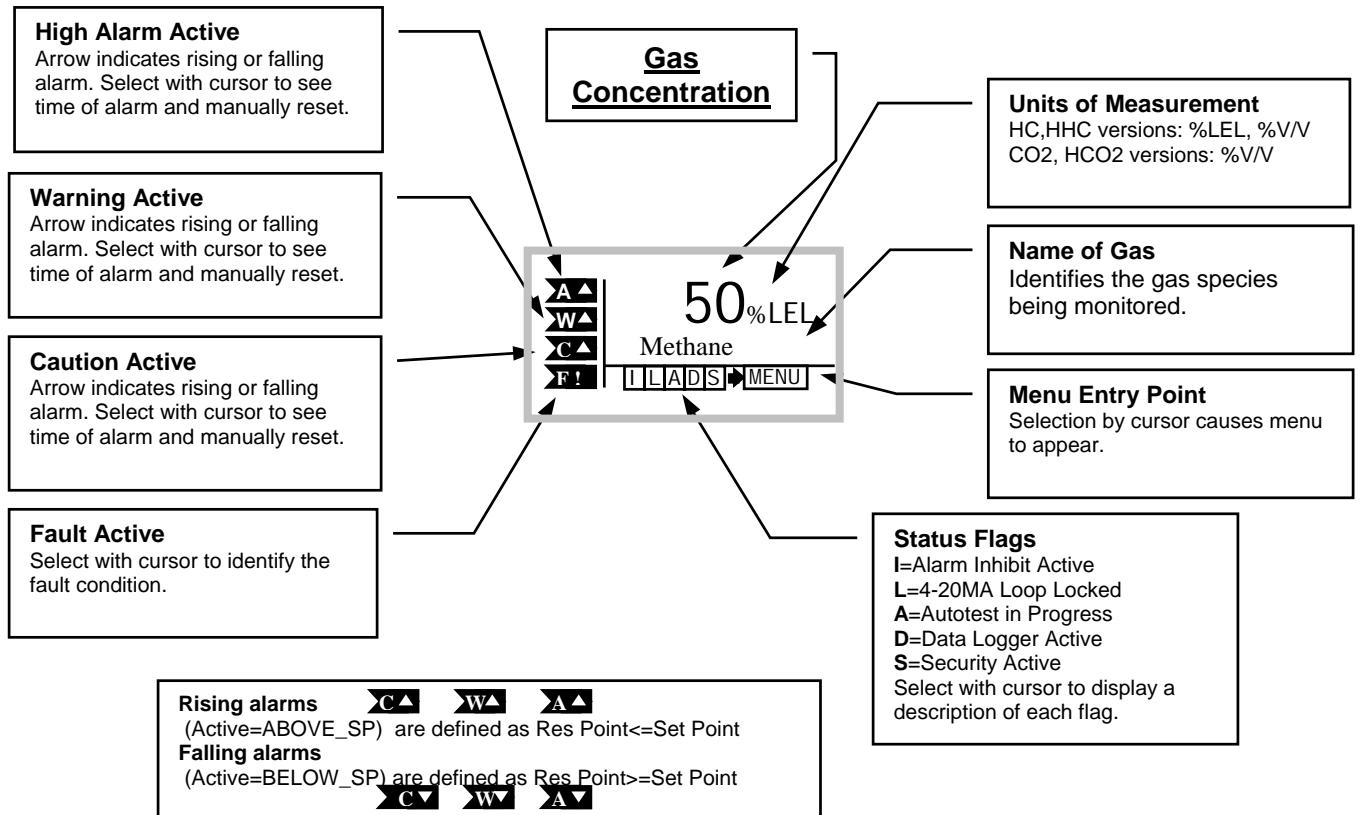 High Alarm Active
Arrow indicates rising or falling
alarm. Select with cursor to see
time of alarm and manually reset.
Warning Active
Arrow indicates rising or falling
alarm. Select with cursor to see
time of alarm and manually reset.
Caution Active
Arrow indicates rising or falling
alarm. Select with cursor to see
time of alarm and manually reset.
Fault Active
Select with cursor to identify the
fault condition.
Gas
Concentration
A▲
W▲
C▲
F!
50%LEL
Methane
I L A D S ➔ MENU
Units of Measurement
HC,HHC versions: %LEL, %V/V
CO2, HCO2 versions: %V/V
Name of Gas
Identifies the gas species
being monitored.
Menu Entry Point
Selection by cursor causes menu
to appear.
Status Flags
I=Alarm Inhibit Active
L=4-20MA Loop Locked
A=Autotest in Progress
D=Data Logger Active
S=Security Active
Select with cursor to display a
description of each flag.
Rising alarms C▲ W▲ A▲
(Active=ABOVE_SP) are defined as Res Point<=Set Point
Falling alarms
(Active=BELOW_SP) are defined as Res Point>=Set Point
C▼ W▼ A▼